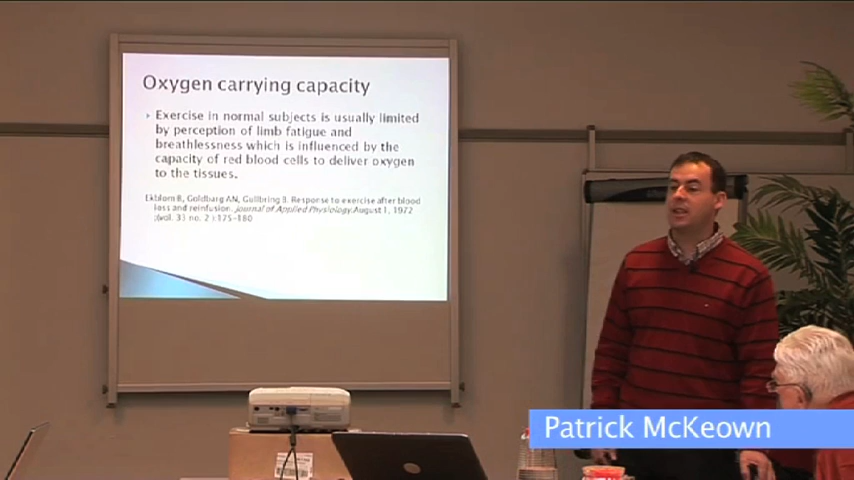 Oxygen carrying capacity
Exercise in normal subjects is usually limited
by perception of limb fatigue and
breathlessness which is influenced by the
capacity of red blood cells to deliver oxygen
to the tissues.
Ekblom B, Goldbarg AN, Gullbring B. Response to exercise after blood
loss and reinfusion. Journal of Applied Physiology.August 1, 1972
;(vol. 33 no. 2 ) 175-180
Patrick McKeown